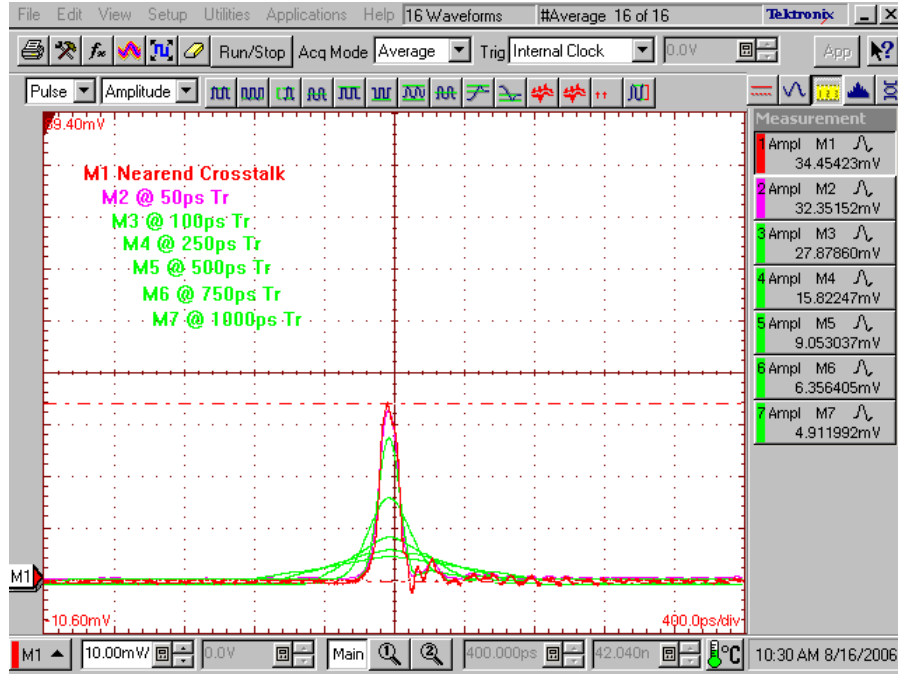 File Edit View Setup Utilities Applications Help 16 Waveforms #Average 16 of 16 Tektronix
Run/Stop Acq Mode Average Trig Internal Clock 0.0V App
Pulse Amplitude
89.40mV
M1 Nearend Crosstalk
M2 @ 50ps Tr
M3 @ 100ps Tr
M4 @ 250ps Tr
M5 @ 500ps Tr
M6 @ 750ps Tr
M7 @ 1000ps Tr
M1
-10.60mV
400.0ps/div
Measurement
1 Ampl M1
34.45423mV
2 Ampl M2
32.35152mV
3 Ampl M3
27.87860mV
4 Ampl M4
15.82247mV
5 Ampl M5
9.053037mV
6 Ampl M6
6.356405mV
7 Ampl M7
4.911992mV
M1 10.00mV/ 0.0V Main 1 2 400.000ps 42.040n °C 10:30 AM 8/16/2006